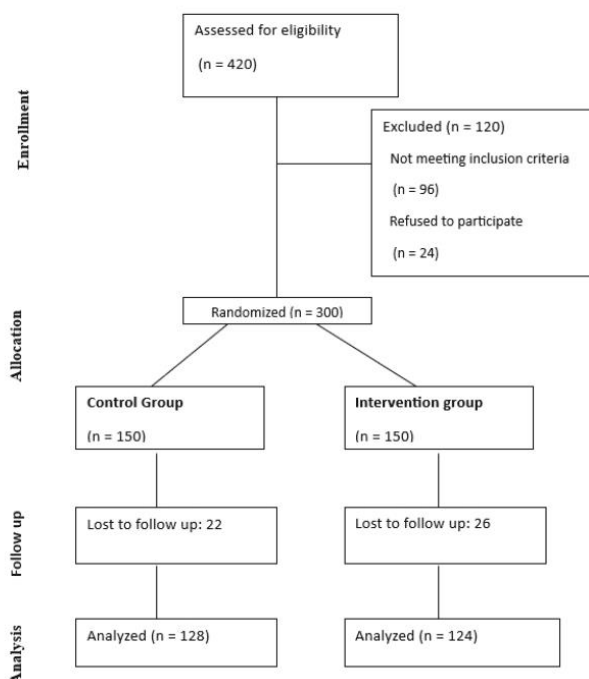 Assessed for eligibility
(n = 420)
Enrollment
Excluded (n = 120)
Not meeting inclusion criteria
(n = 96)
Refused to participate
(n = 24)
Allocation
Randomized (n = 300)
Control Group
(n = 150)
Intervention group
(n = 150)
Follow up
Lost to follow up: 22
Lost to follow up: 26
Analysis
Analyzed (n = 128)
Analyzed (n = 124)